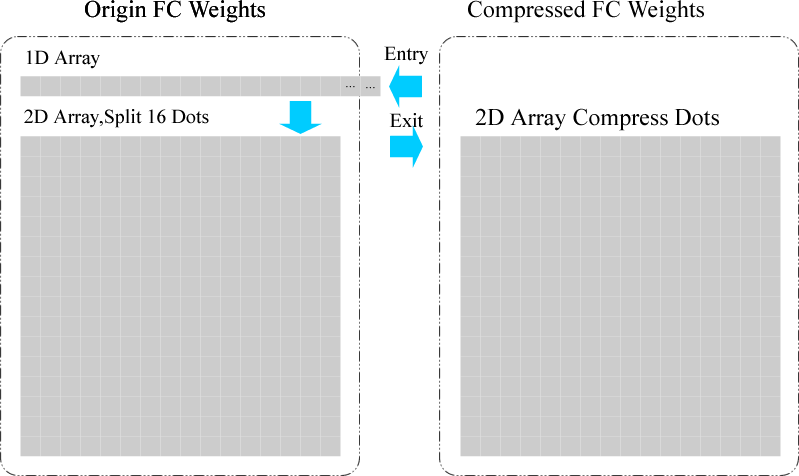 Origin FC Weights
Compressed FC Weights
1D Array
Entry
... ...
2D Array,Split 16 Dots
Exit
2D Array Compress Dots